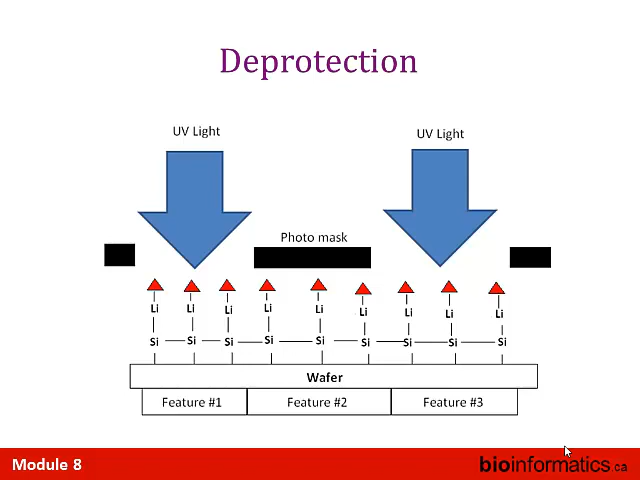 Deprotection
UV Light
UV Light
Photo mask
Li Li Li Li Li Li Li Li Li
Si Si Si Si Si Si Si Si Si
Wafer
Feature #1 Feature #2 Feature #3
Module 8
bioinformatics.ca